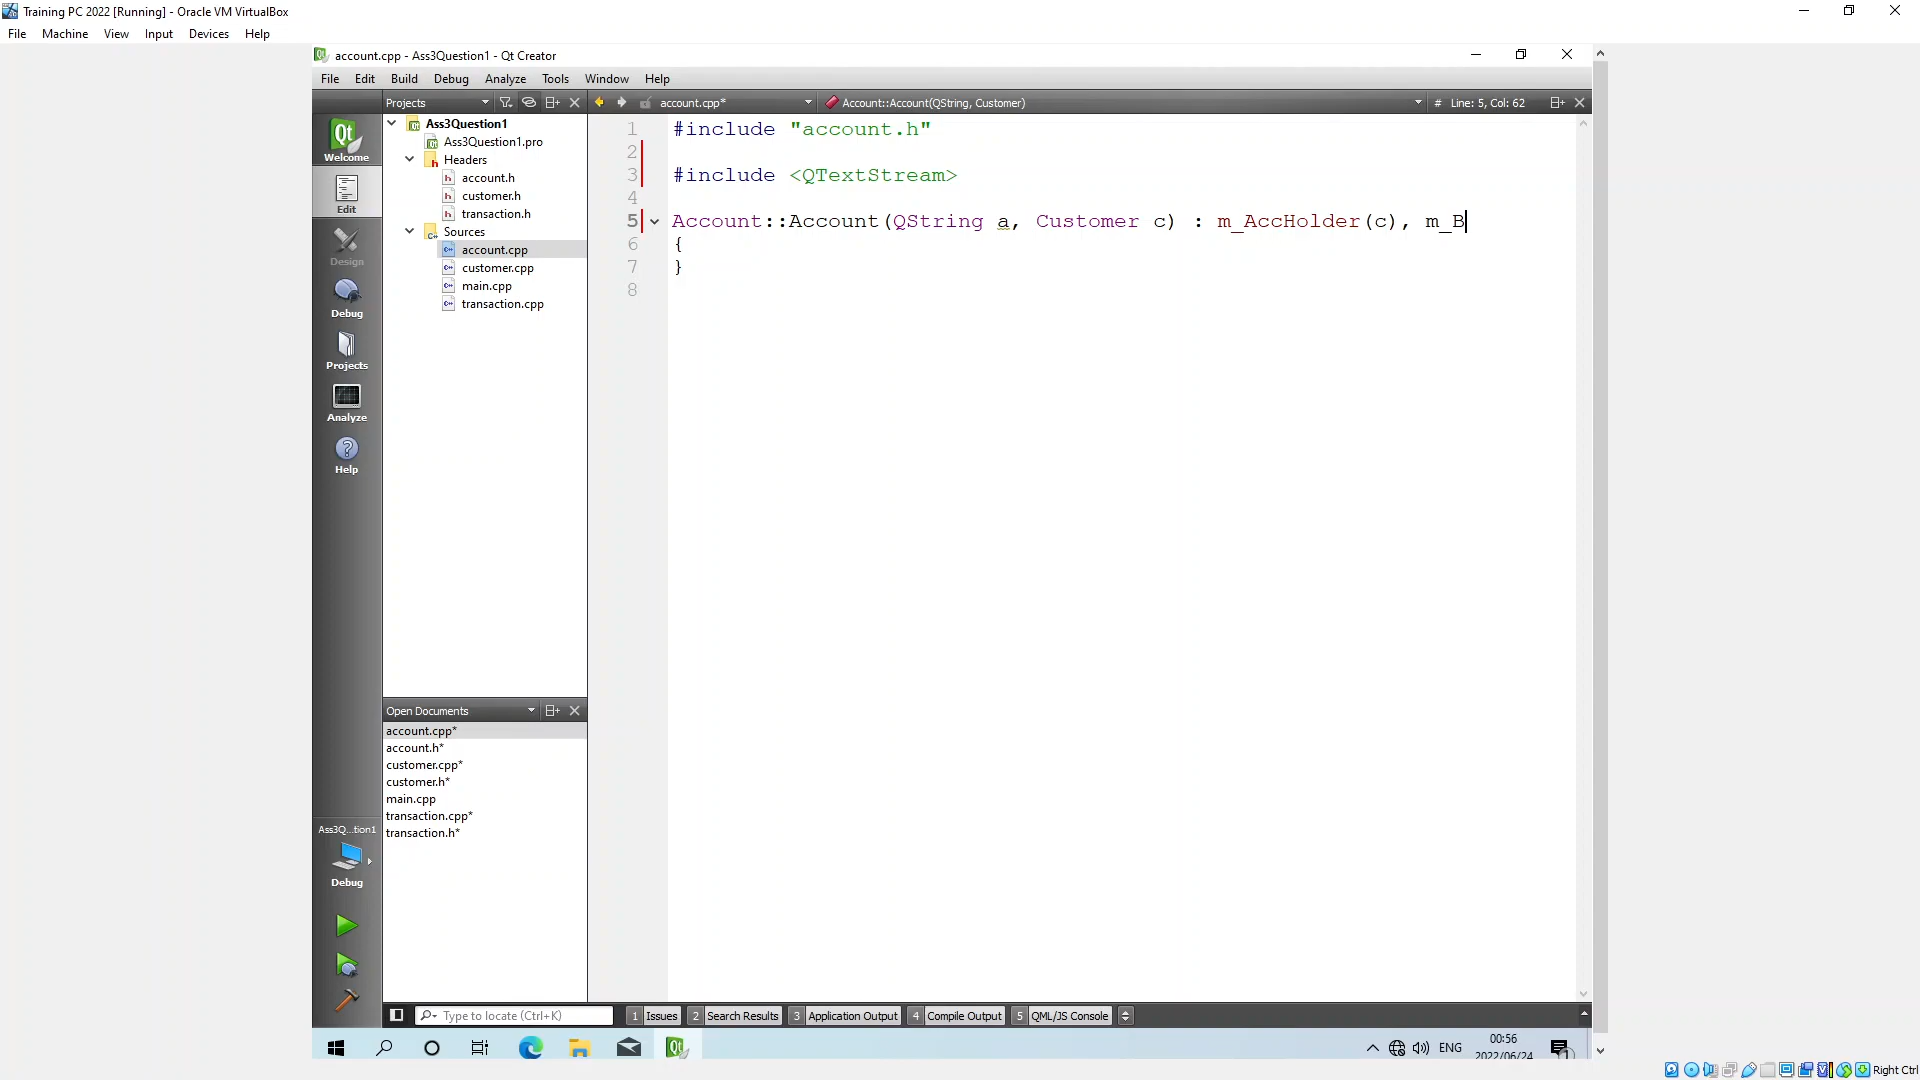 Training PC 2022 [Running] - Oracle VM VirtualBox
File Machine View Input Devices Help
account.cpp - Ass3Question1 - Qt Creator
File Edit Build Debug Analyze Tools Window Help
Projects
account.cpp*
Account::Account(QString, Customer)
# Line: 5, Col: 62
Welcome
Edit
Design
Debug
Projects
Analyze
Help
Ass3Question1
Ass3Question1.pro
Headers
account.h
customer.h
transaction.h
Sources
account.cpp
customer.cpp
main.cpp
transaction.cpp
1 #include "account.h"
2
3 #include <QTextStream>
4
5 Account::Account(QString a, Customer c) : m_AccHolder(c), m_B
6 {
7 }
8
Open Documents
account.cpp*
account.h*
customer.cpp*
customer.h*
main.cpp
transaction.cpp*
transaction.h*
Ass3Q...tion1
Debug
Type to locate (Ctrl+K)
1 Issues 2 Search Results 3 Application Output 4 Compile Output 5 QML/JS Console
ENG
00:56
2022/06/24
Right Ctrl